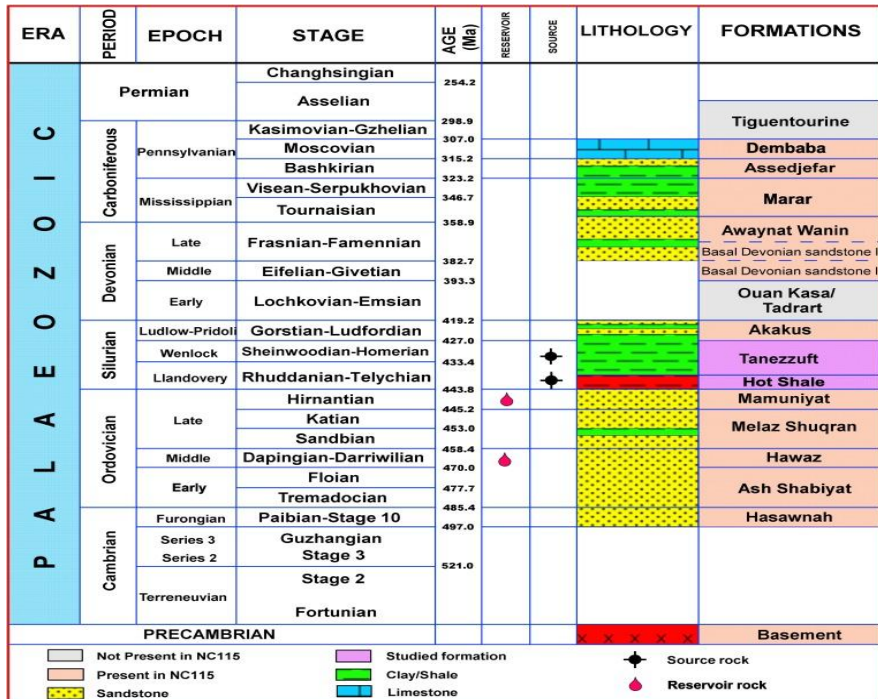 ERA PERIOD EPOCH STAGE AGE (Ma) RESERVOIR SOURCE LITHOLOGY FORMATIONS
PALAEOZOIC
Permian
Changhsingian
254.2
Asselian
298.9
Tiguentourine
Carboniferous
Pennsylvanian
Kasimovian-Gzhelian
307.0
Moscovian
315.2
Dembaba
Bashkirian
323.2
Assedjefar
Mississippian
Visean-Serpukhovian
346.7
Marar
Tournaisian
358.9
Devonian
Late
Frasnian-Famennian
382.7
Awaynat Wanin
Basal Devonian sandstone
Middle
Eifelian-Givetian
393.3
Basal Devonian sandstone
Early
Lochkovian-Emsian
419.2
Ouan Kasa/
Tadrart
Silurian
Ludlow-Pridoli
Gorstian-Ludfordian
427.0
Akakus
Wenlock
Sheinwoodian-Homerian
433.4
Tanezzuft
Llandovery
Rhuddanian-Telychian
443.8
Hot Shale
Ordovician
Late
Hirnantian
445.2
Mamuniyat
Katian
453.0
Melaz Shuqran
Sandbian
458.4
Middle
Dapingian-Darriwilian
470.0
Hawaz
Early
Floian
477.7
Ash Shabiyat
Tremadocian
485.4
Cambrian
Furongian
Paibian-Stage 10
497.0
Hasawnah
Series 3
Guzhangian
Series 2
Stage 3
521.0
Terreneuvian
Stage 2
Fortunian
PRECAMBRIAN
Basement
Not Present in NC115
Studied formation
Source rock
Present in NC115
Clay/Shale
Reservoir rock
Sandstone
Limestone